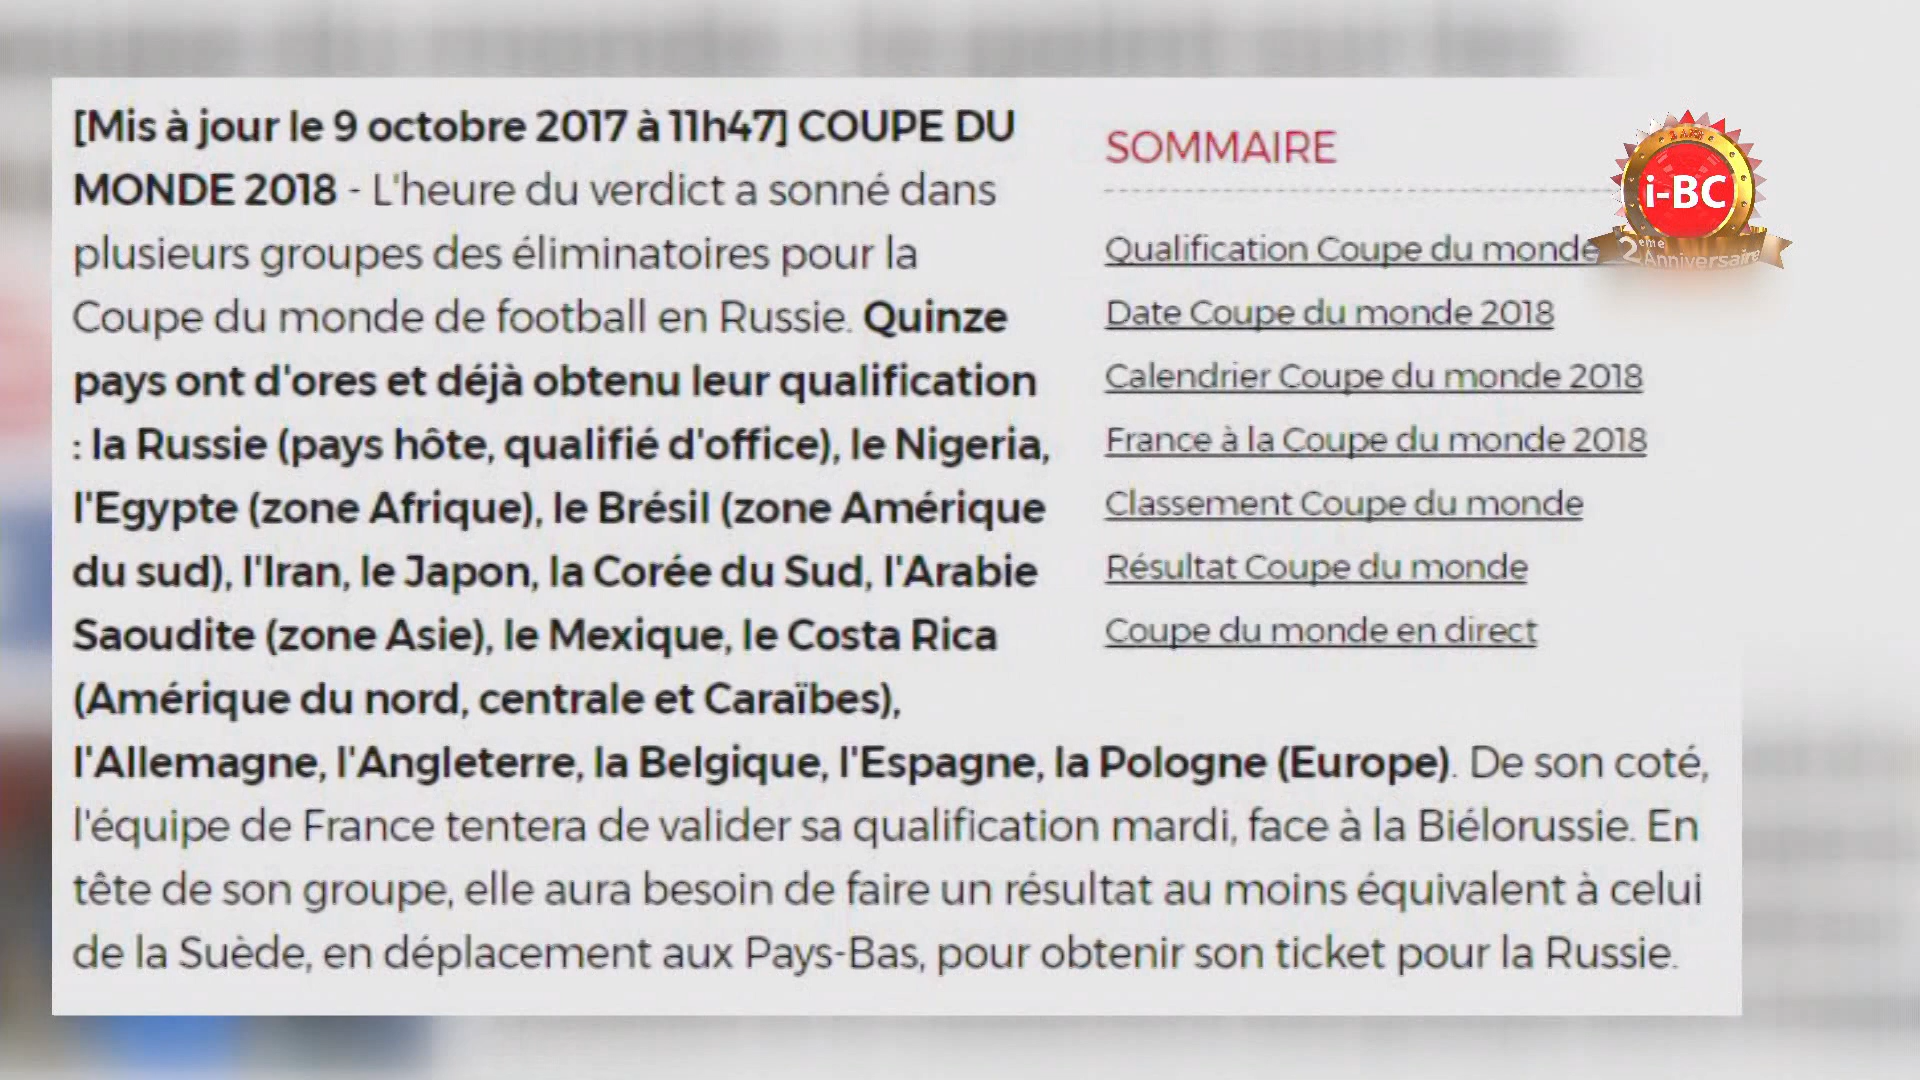 [Mis à jour le 9 octobre 2017 à 11h47] COUPE DU
MONDE 2018 - L'heure du verdict a sonné dans
plusieurs groupes des éliminatoires pour la
Coupe du monde de football en Russie. Quinze
pays ont d'ores et déjà obtenu leur qualification
: la Russie (pays hôte, qualifié d'office), le Nigeria,
l'Egypte (zone Afrique), le Brésil (zone Amérique
du sud), l'Iran, le Japon, la Corée du Sud, l'Arabie
Saoudite (zone Asie), le Mexique, le Costa Rica
(Amérique du nord, centrale et Caraïbes),
l'Allemagne, l'Angleterre, la Belgique, l'Espagne, la Pologne (Europe). De son coté,
l'équipe de France tentera de valider sa qualification mardi, face à la Biélorussie. En
tête de son groupe, elle aura besoin de faire un résultat au moins équivalent à celui
de la Suède, en déplacement aux Pays-Bas, pour obtenir son ticket pour la Russie.
SOMMAIRE
Qualification Coupe du monde
Date Coupe du monde 2018
Calendrier Coupe du monde 2018
France à la Coupe du monde 2018
Classement Coupe du monde
Résultat Coupe du monde
Coupe du monde en direct
2 ANS
i-BC
2eme
Anniversaire